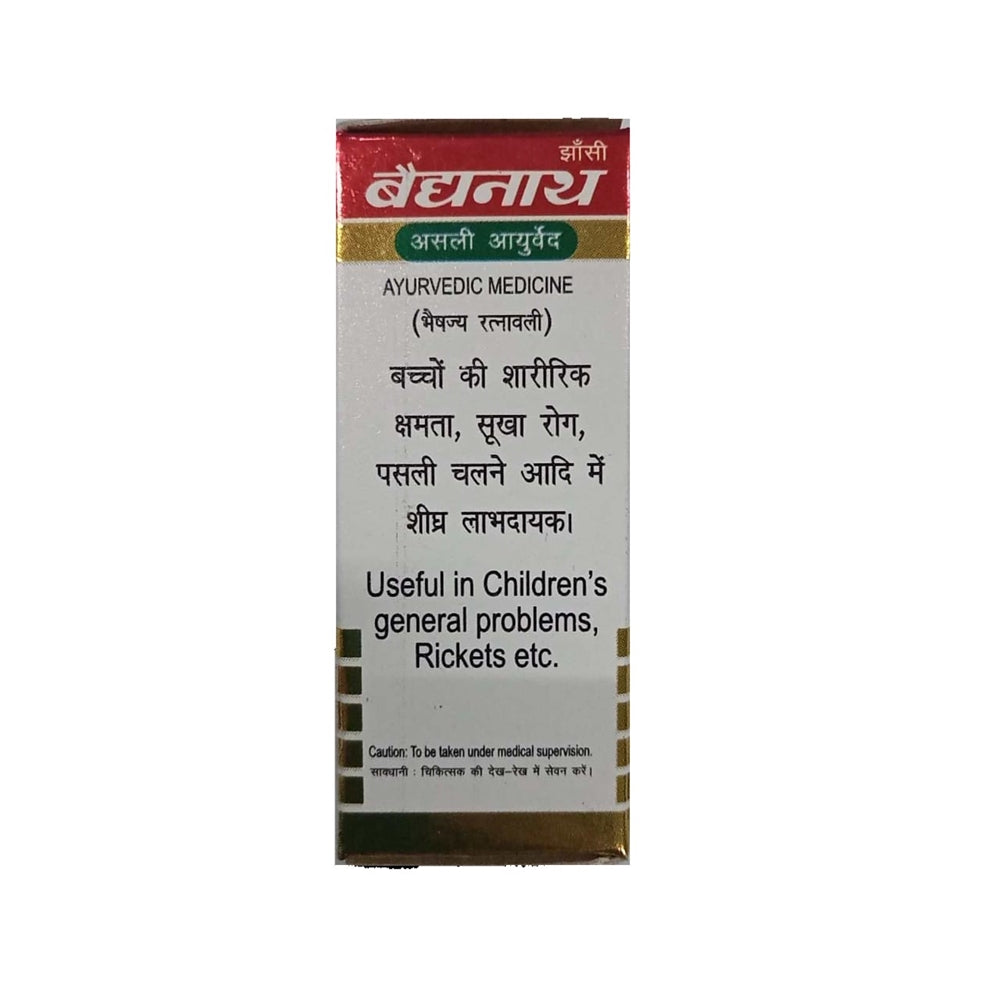 झाँसी
बैद्यनाथ
असली आयुर्वेद
AYURVEDIC MEDICINE
(भैषज्य रत्नावली)
बच्चों की शारीरिक
क्षमता, सूखा रोग,
पसली चलने आदि में
शीघ्र लाभदायक।
Useful in Children's
general problems,
Rickets etc.
Caution: To be taken under medical supervision.
सावधानी : चिकित्सक की देख-रेख में सेवन करें।